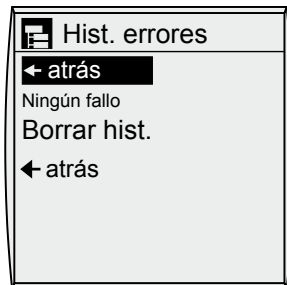 Hist. errores
← atrás
Ningún fallo
Borrar hist.
← atrás